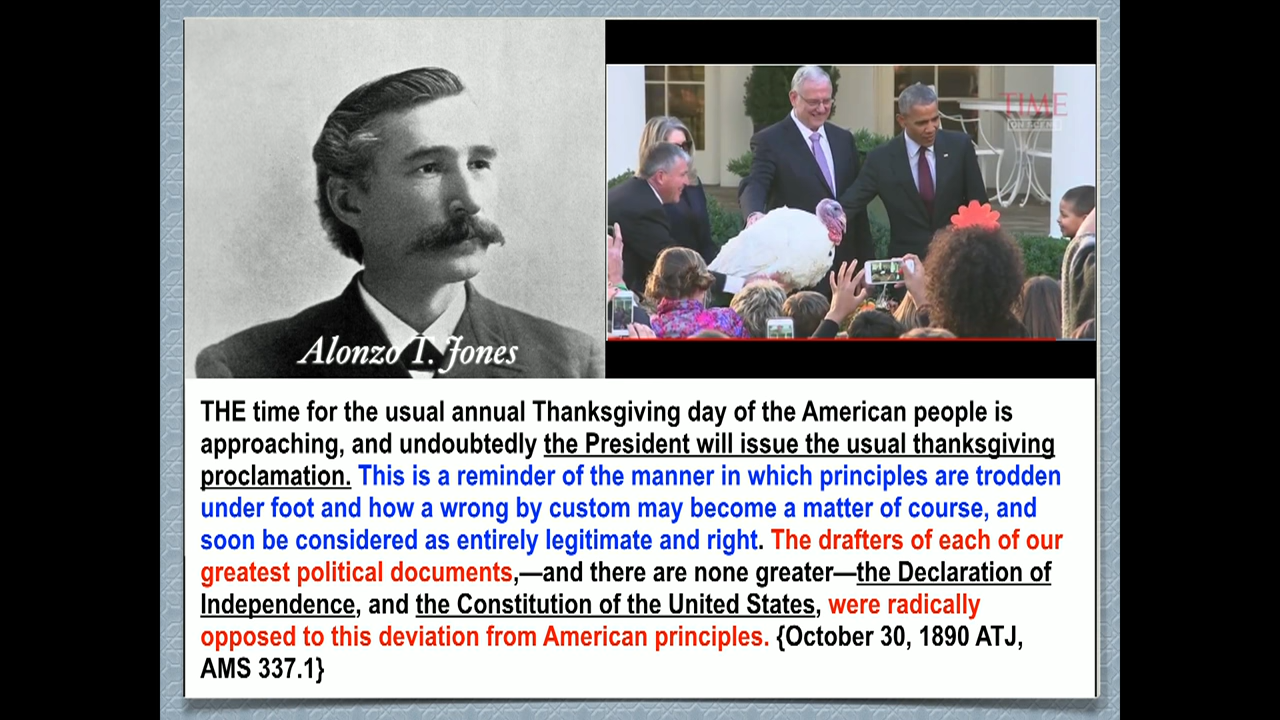 TIME
Alonzo T. Jones
THE time for the usual annual Thanksgiving day of the American people is
approaching, and undoubtedly the President will issue the usual thanksgiving
proclamation. This is a reminder of the manner in which principles are trodden
under foot and how a wrong by custom may become a matter of course, and
soon be considered as entirely legitimate and right. The drafters of each of our
greatest political documents,—and there are none greater—the Declaration of
Independence, and the Constitution of the United States, were radically
opposed to this deviation from American principles. {October 30, 1890 ATJ,
AMS 337.1}